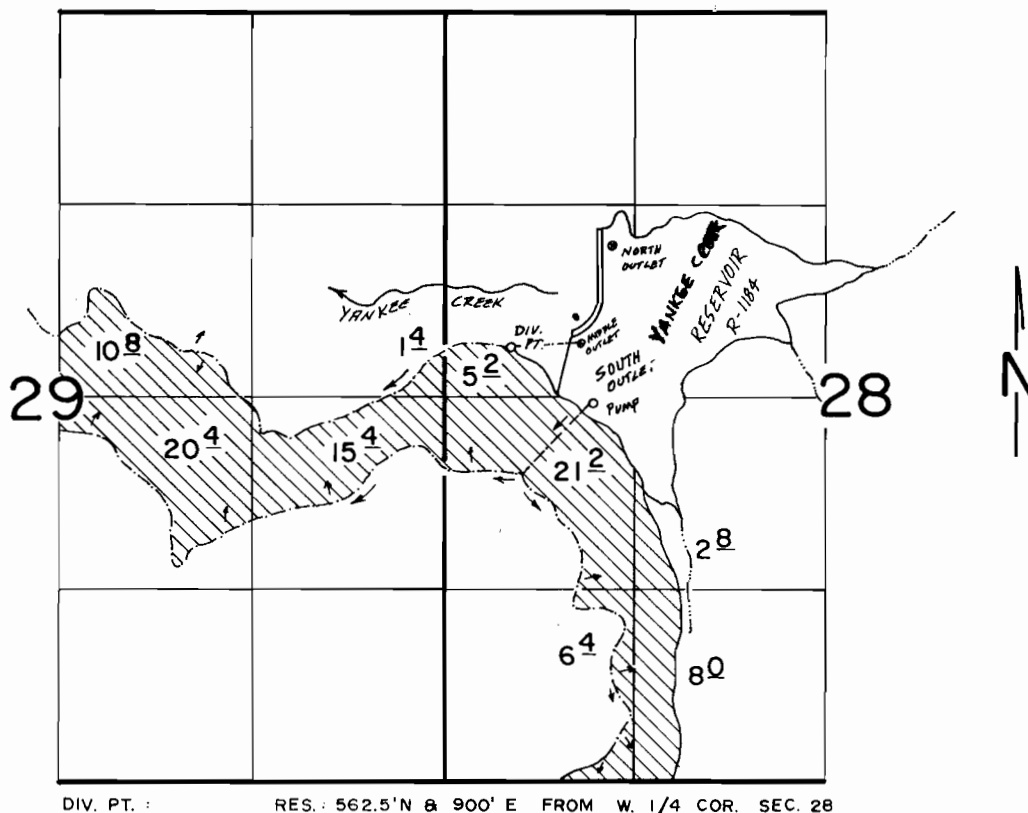 NORTH
OUTLET
YANKEE CREEK
RESERVOIR
R-1184
YANKEE CREEK
DIV.
PT.
MIDDLE
OUTLET
SOUTH
OUTLET
PUMP
1 4
5 2
10 8
29
28
N
20 4
15 4
21 2
2 8
6 4
8 0
DIV. PT. : RES. : 562.5'N & 900' E FROM W. 1/4 COR. SEC. 28